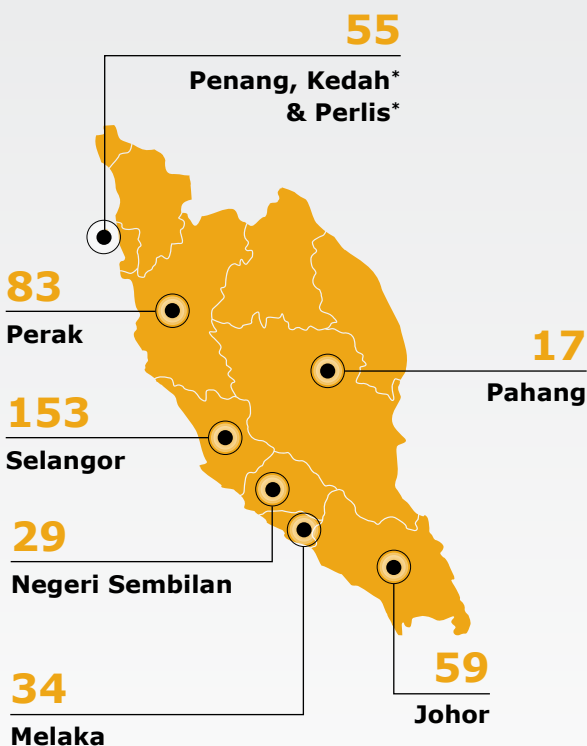 55
Penang, Kedah*
& Perlis*
83
Perak
17
Pahang
153
Selangor
29
Negeri Sembilan
59
Johor
34
Melaka